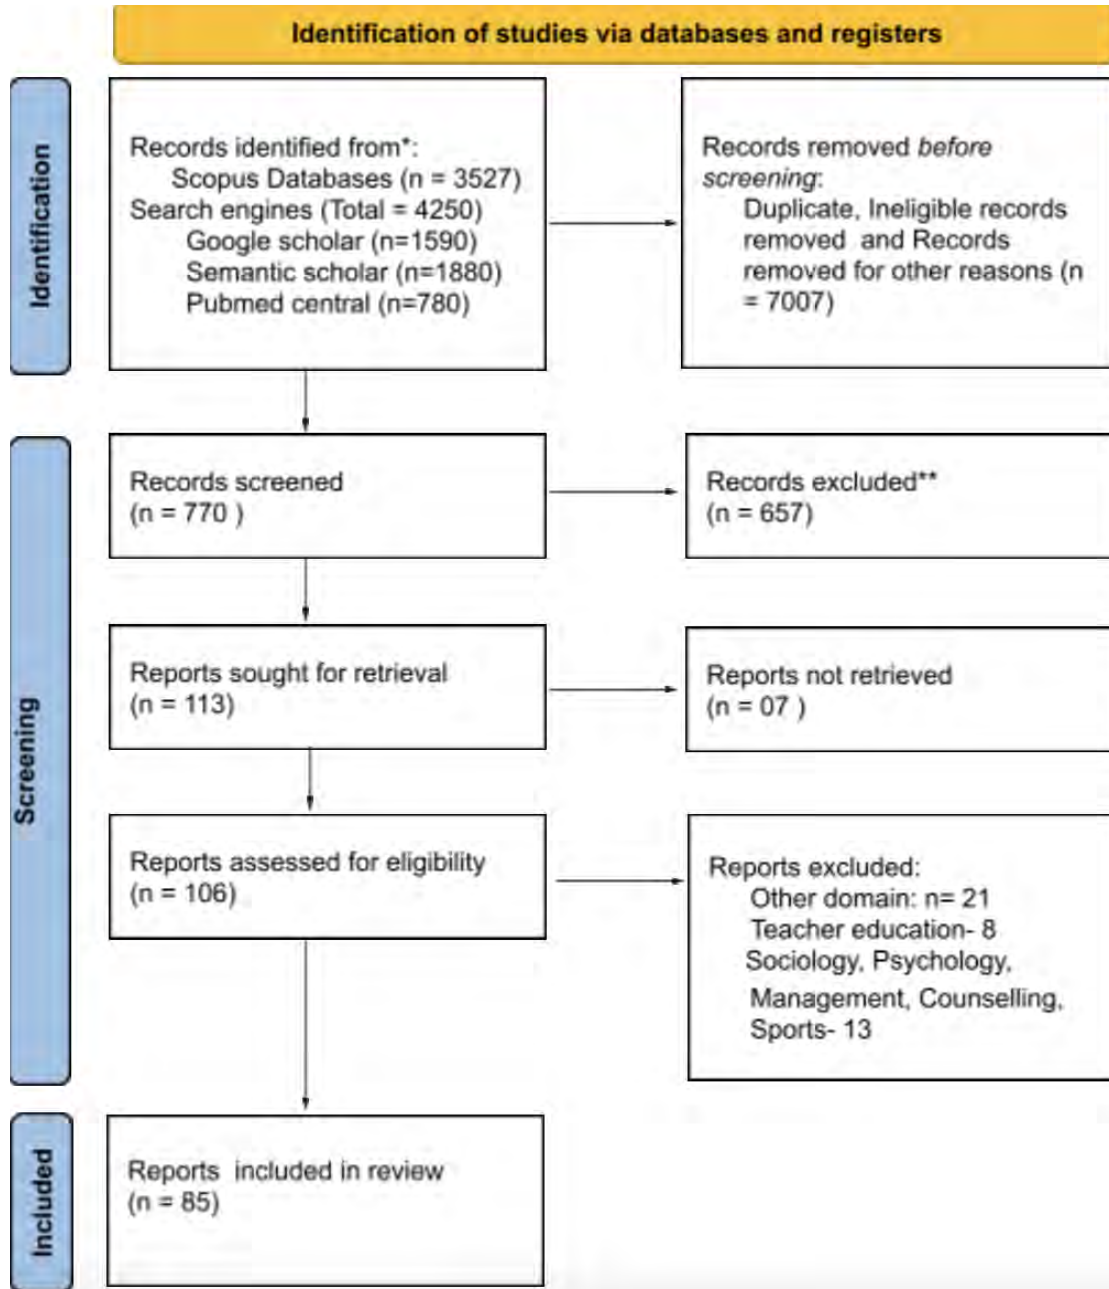 Identification of studies via databases and registers
Identification
Records identified from*:
Scopus Databases (n = 3527)
Search engines (Total = 4250)
Google scholar (n=1590)
Semantic scholar (n=1880)
Pubmed central (n=780)
Records removed before
screening:
Duplicate, Ineligible records
removed and Records
removed for other reasons (n
= 7007)
Screening
Records screened
(n = 770 )
Records excluded**
(n = 657)
Reports sought for retrieval
(n = 113)
Reports not retrieved
(n = 07 )
Reports assessed for eligibility
(n = 106)
Reports excluded:
Other domain: n= 21
Teacher education- 8
Sociology, Psychology,
Management, Counselling,
Sports- 13
Included
Reports included in review
(n = 85)